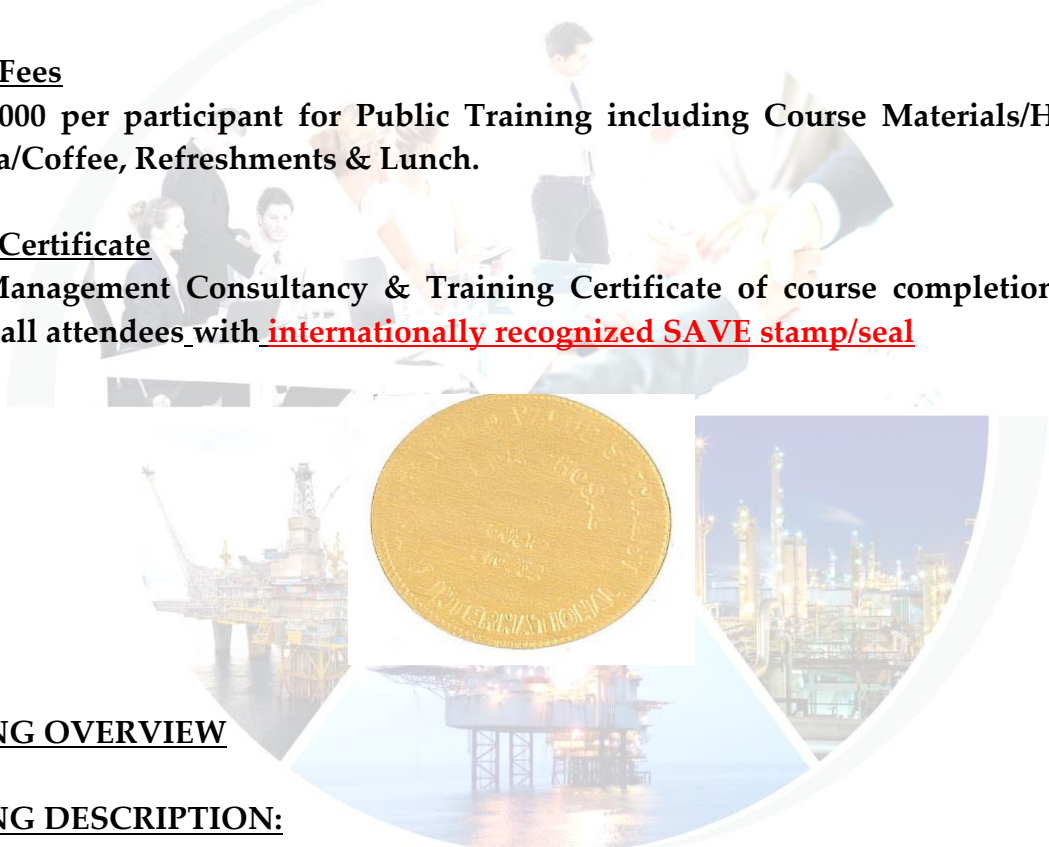 Fees
000 per participant for Public Training including Course Materials/H
a/Coffee, Refreshments & Lunch.
Certificate
Management Consultancy & Training Certificate of course completion
all attendees with internationally recognized SAVE stamp/seal
INTERNATIONAL
NG OVERVIEW
NG DESCRIPTION: